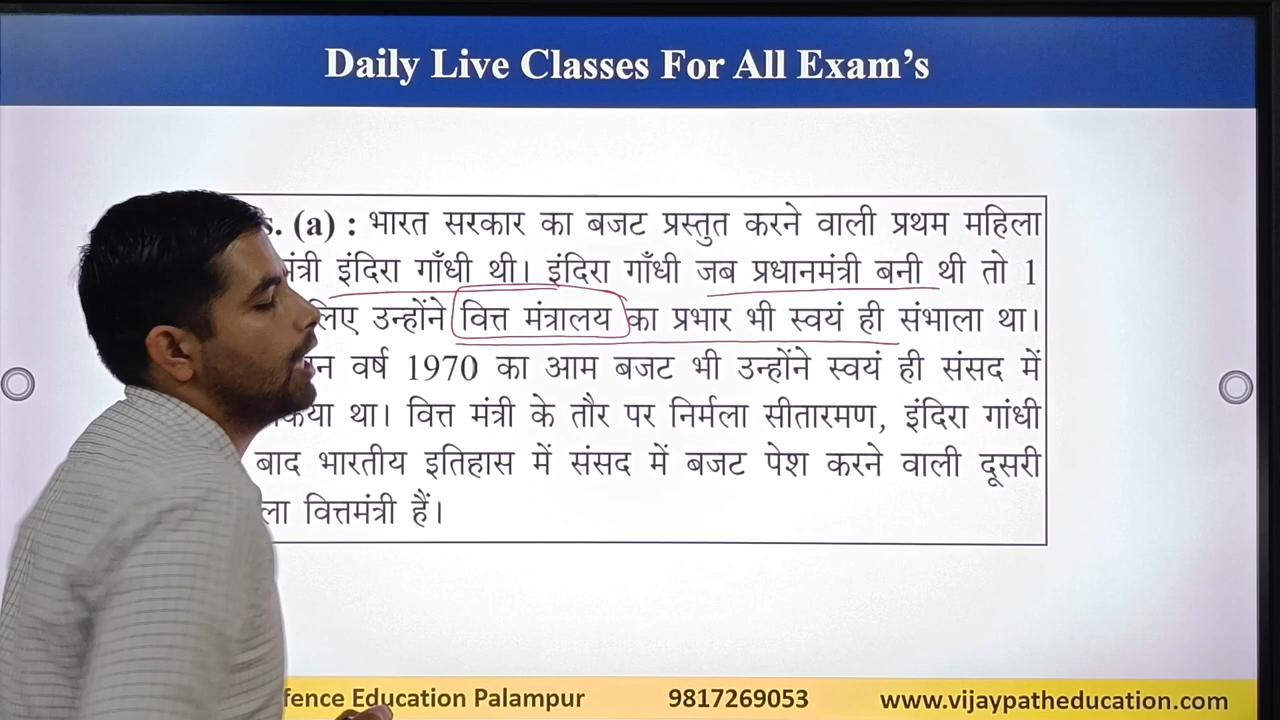 Daily Live Classes For All Exam’s
s. (a) : भारत सरकार का बजट प्रस्तुत करने वाली प्रथम महिला
इंदिरा गाँधी थी। इंदिरा गाँधी जब प्रधानमंत्री बनी थी तो 1
लिए उन्होंने वित्त मंत्रालय का प्रभार भी स्वयं ही संभाला था।
वर्ष 1970 का आम बजट भी उन्होंने स्वयं ही संसद में
किया था। वित्त मंत्री के तौर पर निर्मला सीतारमण, इंदिरा गांधी
बाद भारतीय इतिहास में संसद में बजट पेश करने वाली दूसरी
ला वित्तमंत्री हैं।
fence Education Palampur 9817269053 www.vijaypatheducation.com